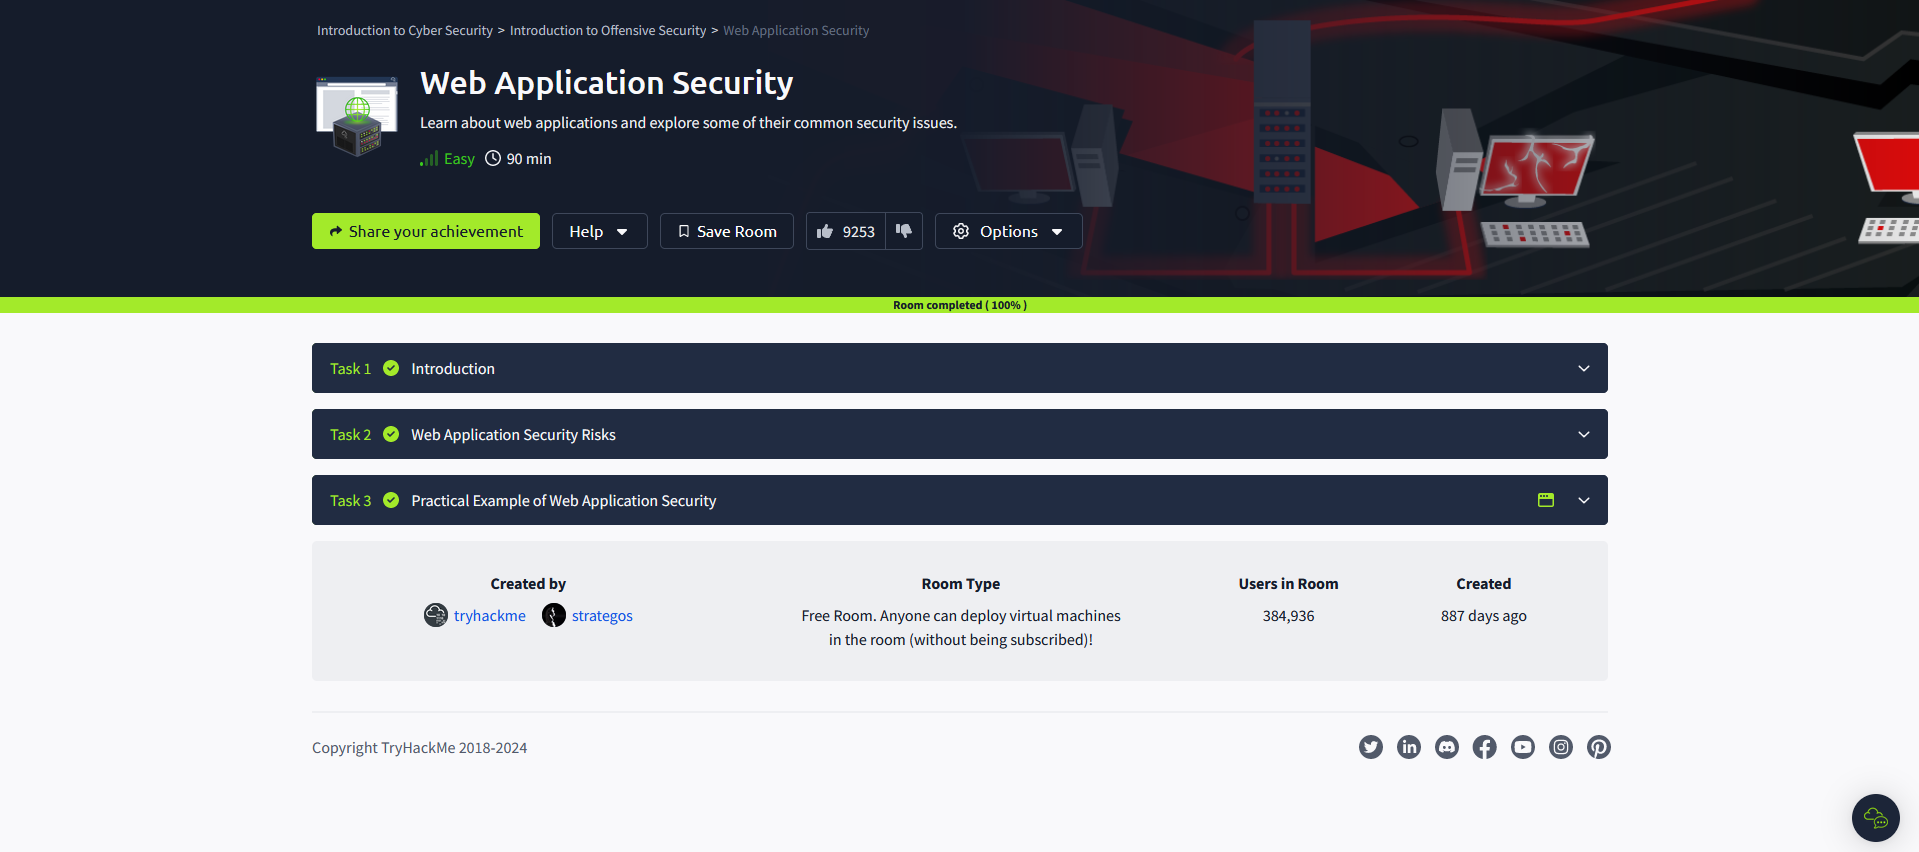 Introduction to Cyber Security > Introduction to Offensive Security > Web Application Security
Web Application Security
Learn about web applications and explore some of their common security issues.
Easy 90 min
Share your achievement Help Save Room 9253 Options
Room completed ( 100% )
Task 1 Introduction
Task 2 Web Application Security Risks
Task 3 Practical Example of Web Application Security
Created by Room Type Users in Room Created
tryhackme strategos Free Room. Anyone can deploy virtual machines 384,936 887 days ago
in the room (without being subscribed)!
Copyright TryHackMe 2018-2024